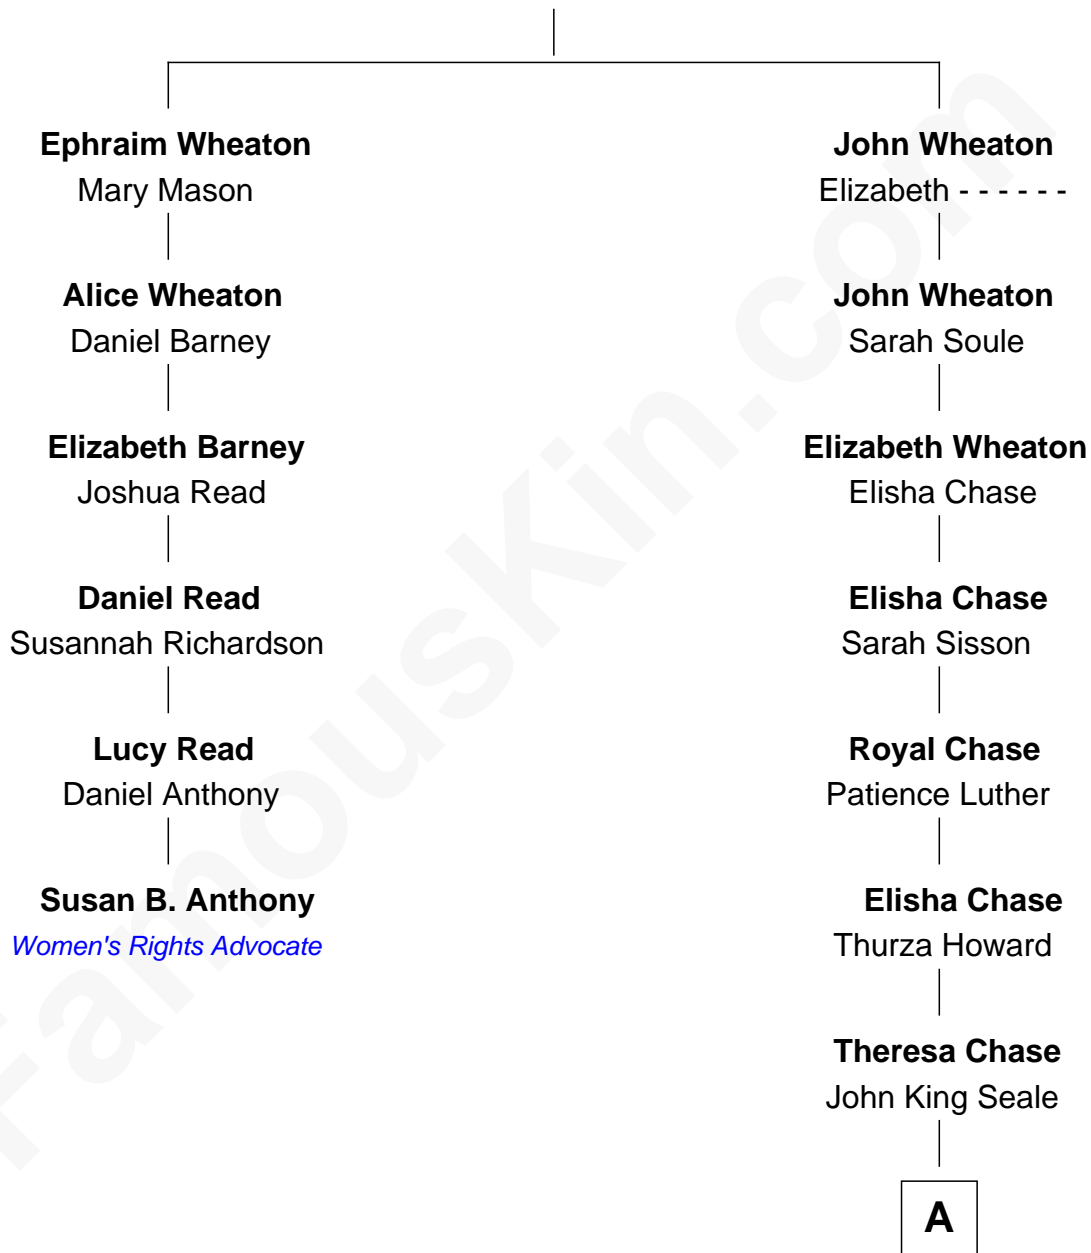 Ephraim Wheaton
Mary Mason
Alice Wheaton
Daniel Barney
Elizabeth Barney
Joshua Read
Daniel Read
Susannah Richardson
Lucy Read
Daniel Anthony
Susan B. Anthony
Women's Rights Advocate
John Wheaton
Elizabeth - - - - - -
John Wheaton
Sarah Soule
Elizabeth Wheaton
Elisha Chase
Elisha Chase
Sarah Sisson
Royal Chase
Patience Luther
Elisha Chase
Thurza Howard
Theresa Chase
John King Seale
A
FamousKin.com